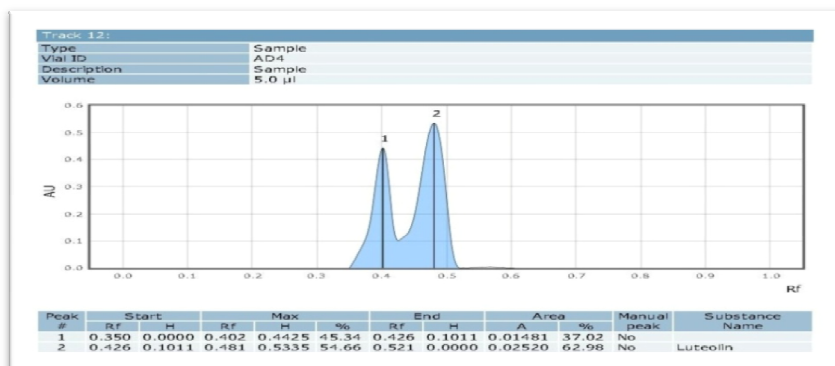 Track 12:
Type Sample
Vial ID AD4
Description Sample
Volume 5.0 µl
0.6
0.5
0.4
0.3
0.2
0.1
0.0
AU
1
2
0.0 0.1 0.2 0.3 0.4 0.5 0.6 0.7 0.8 0.9 1.0
Rf
Peak Start Max End Area Manual Substance
# Rf H Rf H % Rf H A % peak Name
1 0.350 0.0000 0.402 0.4425 45.34 0.426 0.1011 0.01481 37.02 No
2 0.426 0.1011 0.481 0.5335 54.66 0.521 0.0000 0.02520 62.98 No Luteolin